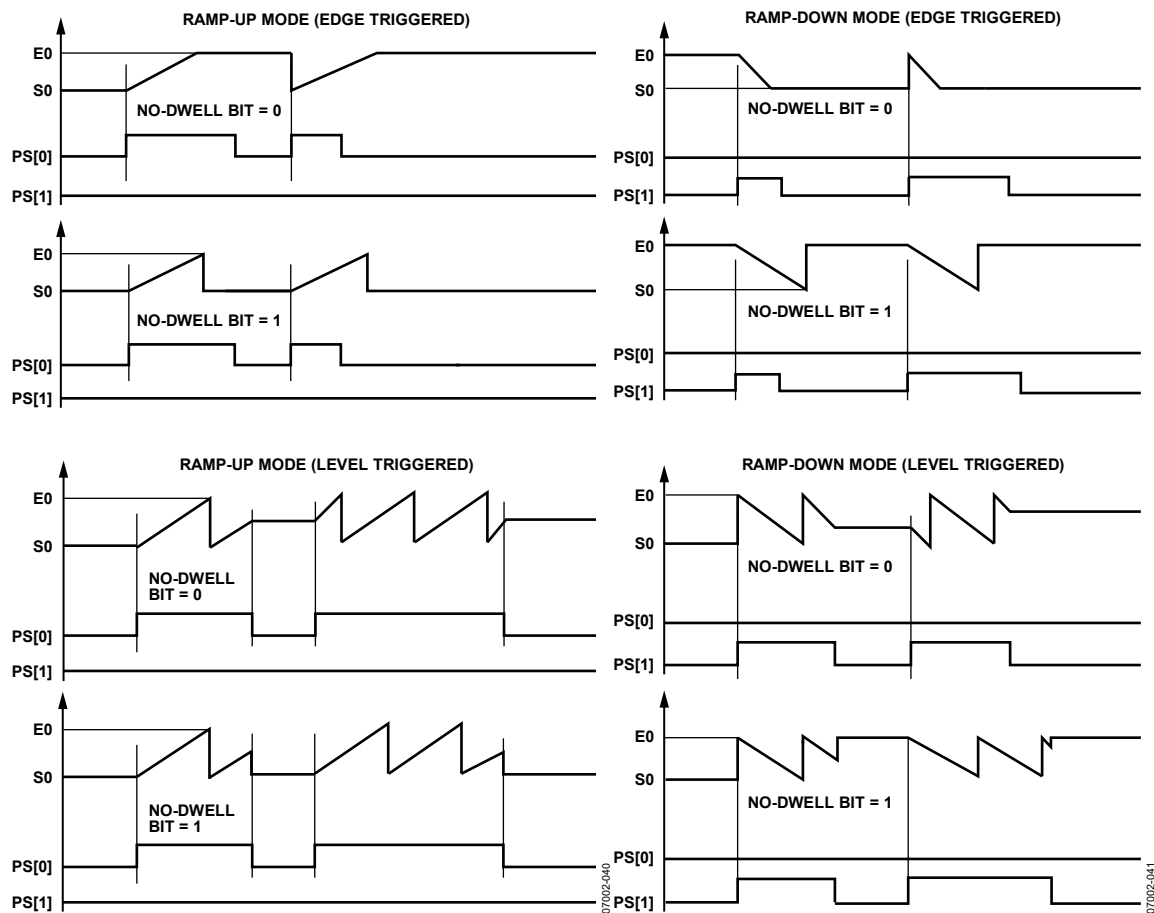 RAMP-UP MODE (EDGE TRIGGERED)
E0
S0
NO-DWELL BIT = 0
PS[0]
PS[1]
E0
S0
NO-DWELL BIT = 1
PS[0]
PS[1]
RAMP-DOWN MODE (EDGE TRIGGERED)
E0
S0
NO-DWELL BIT = 0
PS[0]
PS[1]
E0
S0
NO-DWELL BIT = 1
PS[0]
PS[1]
RAMP-UP MODE (LEVEL TRIGGERED)
E0
S0
NO-DWELL
BIT = 0
PS[0]
PS[1]
E0
S0
NO-DWELL
BIT = 1
PS[0]
PS[1]
07002-040
RAMP-DOWN MODE (LEVEL TRIGGERED)
E0
S0
NO-DWELL BIT = 0
PS[0]
PS[1]
E0
S0
NO-DWELL BIT = 1
PS[0]
PS[1]
07002-041